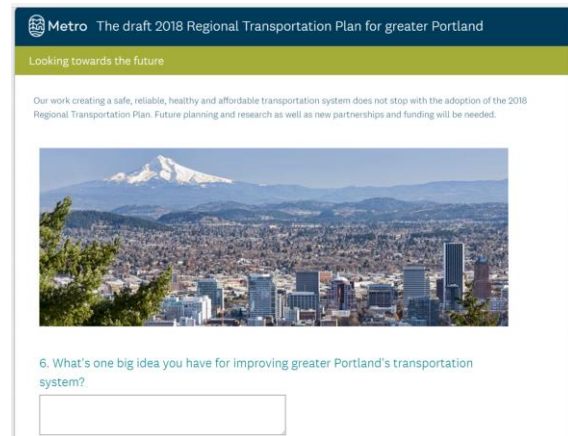 Metro The draft 2018 Regional Transportation Plan for greater Portland
Looking towards the future
Our work creating a safe, reliable, healthy and affordable transportation system does not stop with the adoption of the 2018
Regional Transportation Plan. Future planning and research as well as new partnerships and funding will be needed.
6. What's one big idea you have for improving greater Portland's transportation
system?